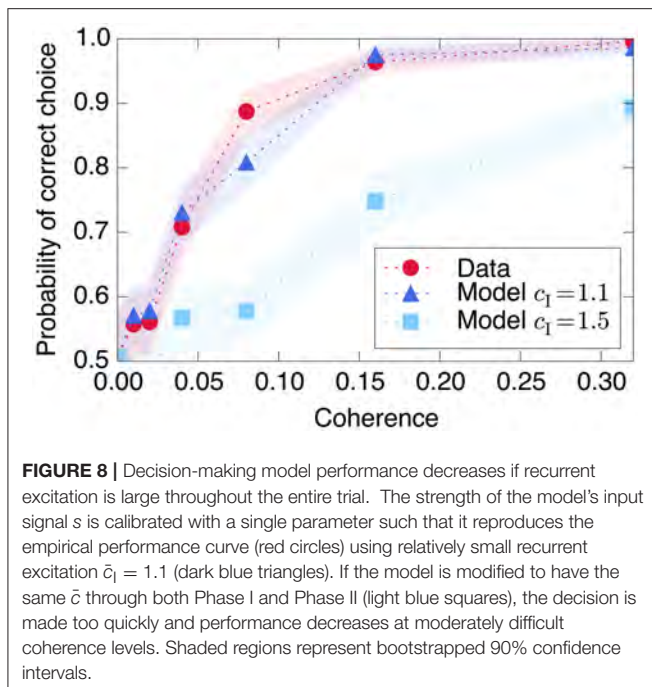 1.0
0.9
0.8
0.7
0.6
0.5
Probability of correct choice
Data
Model c_I = 1.1
Model c_I = 1.5
0.00 0.05 0.10 0.15 0.20 0.25 0.30
Coherence
FIGURE 8 | Decision-making model performance decreases if recurrent
excitation is large throughout the entire trial. The strength of the model's input
signal s is calibrated with a single parameter such that it reproduces the
empirical performance curve (red circles) using relatively small recurrent
excitation c̄_I = 1.1 (dark blue triangles). If the model is modified to have the
same c̄ through both Phase I and Phase II (light blue squares), the decision is
made too quickly and performance decreases at moderately difficult
coherence levels. Shaded regions represent bootstrapped 90% confidence
intervals.